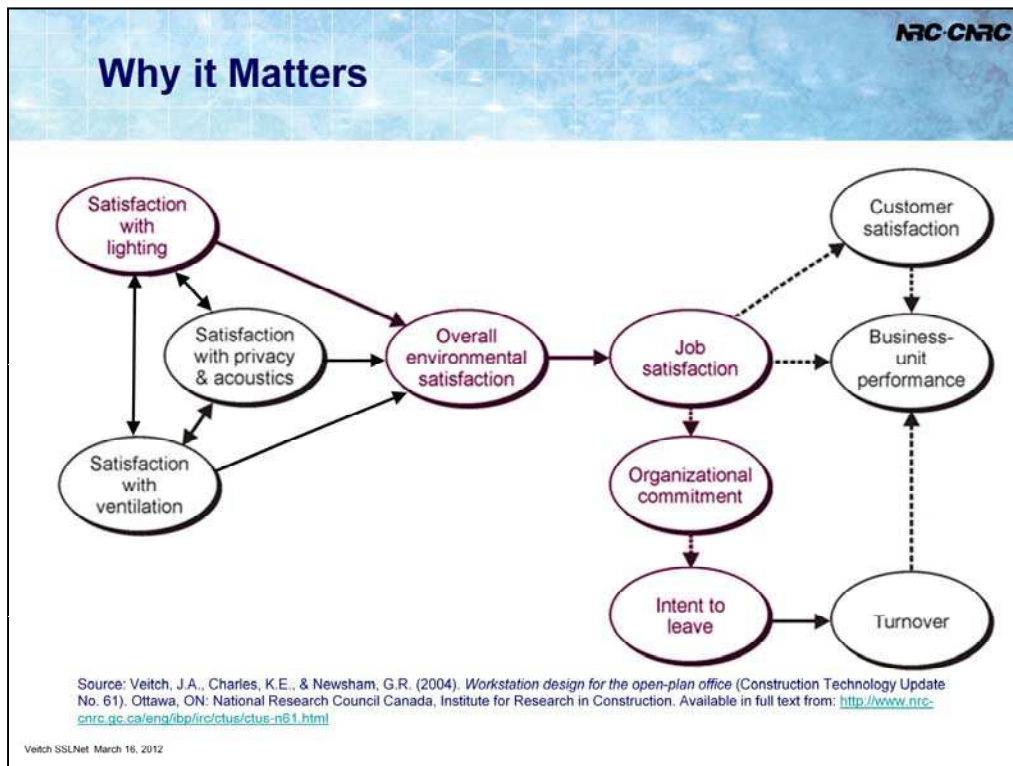 NRC·CNRC
Why it Matters
Satisfaction
with
lighting
Satisfaction
with privacy
& acoustics
Satisfaction
with
ventilation
Overall
environmental
satisfaction
Job
satisfaction
Organizational
commitment
Intent to
leave
Customer
satisfaction
Business-
unit
performance
Turnover
Source: Veitch, J.A., Charles, K.E., & Newsham, G.R. (2004). Workstation design for the open-plan office (Construction Technology Update
No. 61). Ottawa, ON: National Research Council Canada, Institute for Research in Construction. Available in full text from: http://www.nrc-
cnrc.gc.ca/eng/ibp/irc/ctus/ctus-n61.html
Veitch SSLNet March 16, 2012